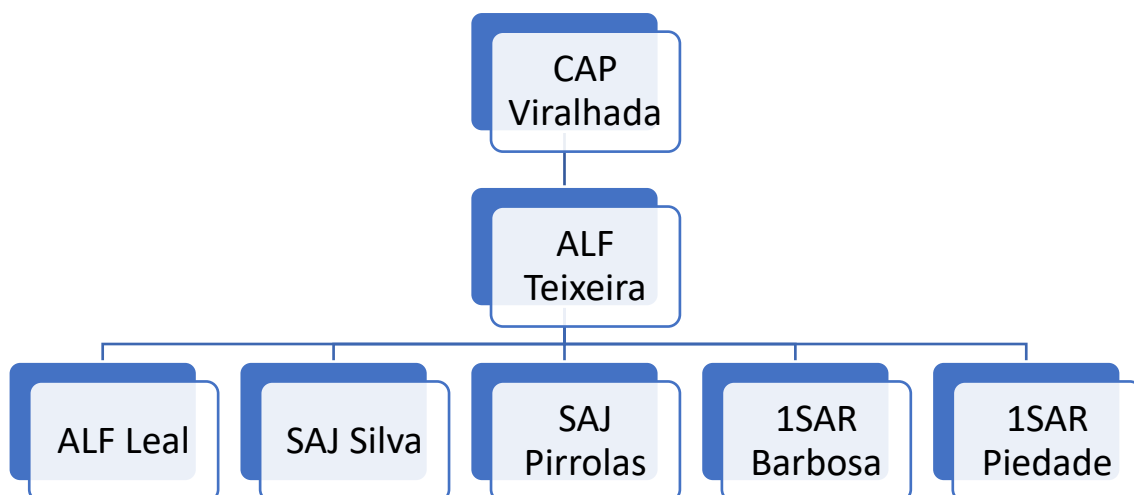 CAP
Viralhada
ALF
Teixeira
ALF Leal
SAJ Silva
SAJ
Pirrolas
1SAR
Barbosa
1SAR
Piedade